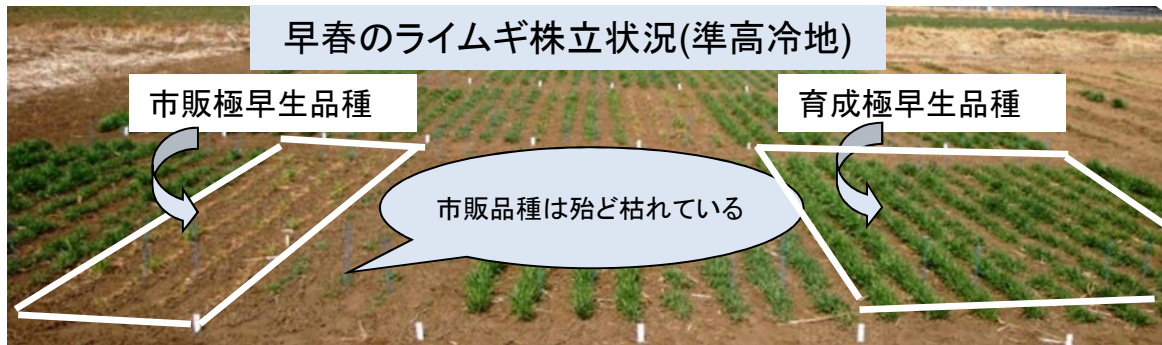 早春のライムギ株立状況(準高冷地)
市販極早生品種
育成極早生品種
市販品種は殆ど枯れている